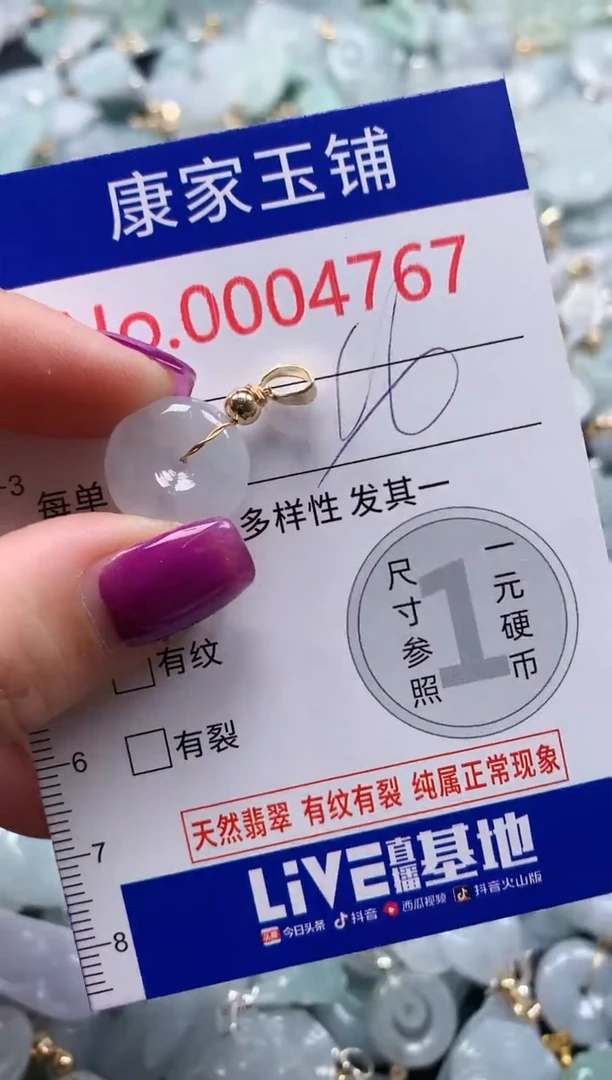 康家玉铺
No.0004767
16
3
每单
多样性 发其一
尺寸参照
1
一元硬币
有纹
有裂
6
7
8
天然翡翠 有纹有裂 纯属正常现象
LiVE直播基地
头条 今日头条 抖音 西瓜视频 抖音火山版